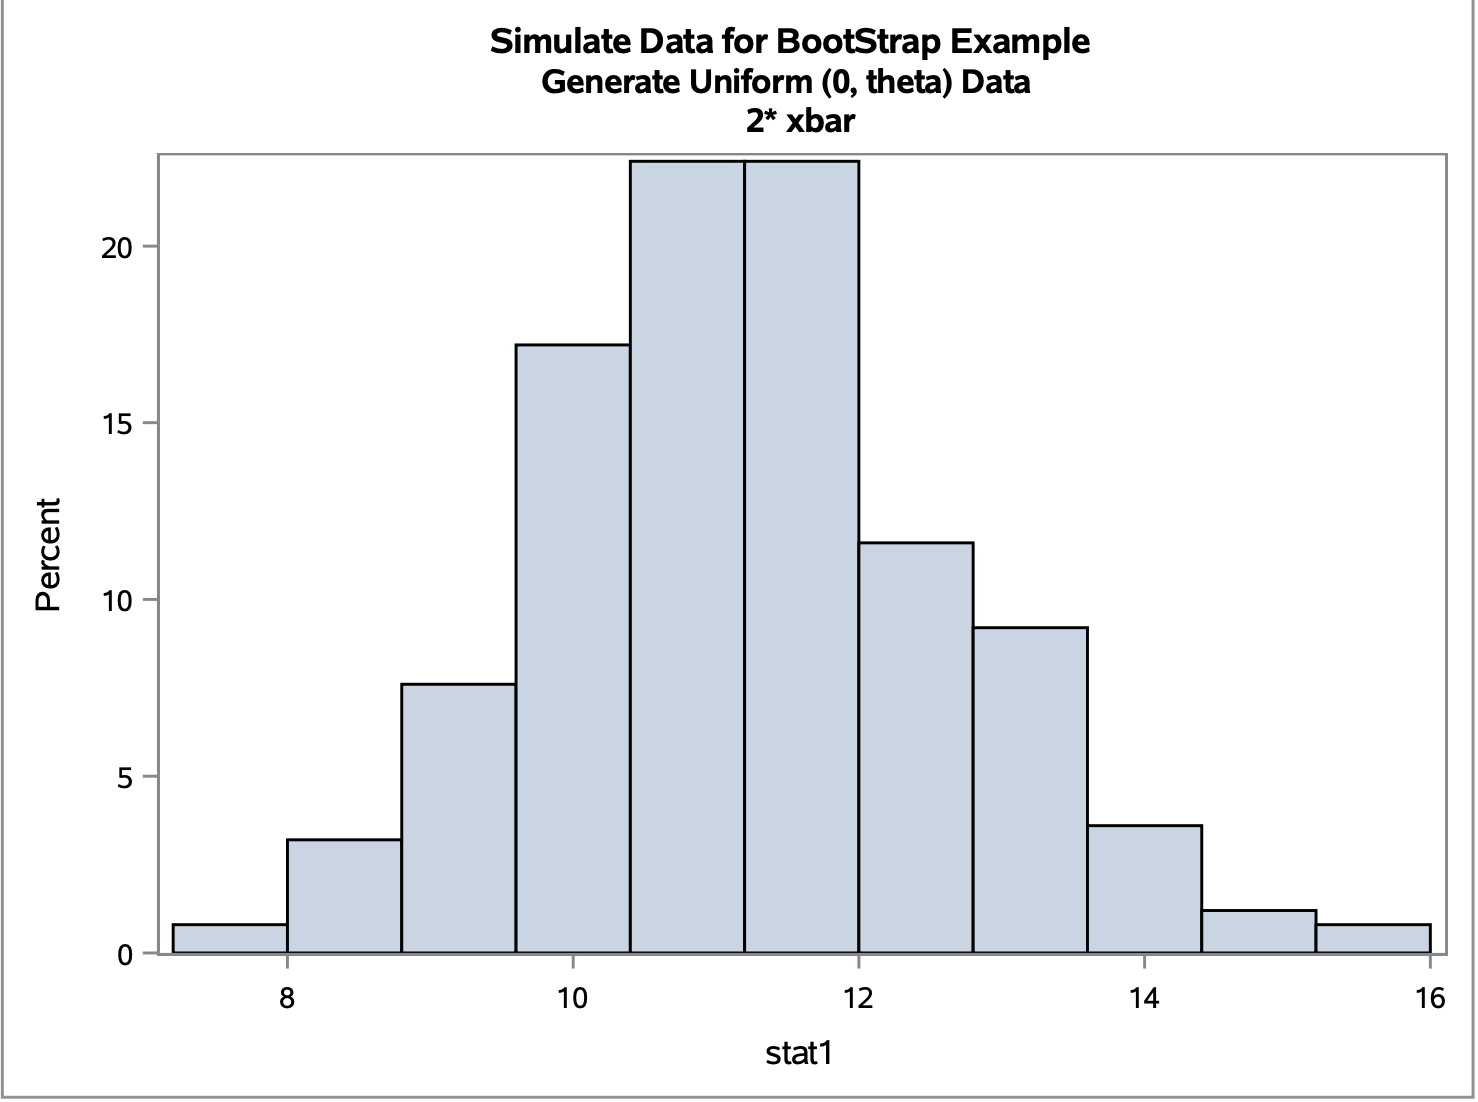 Simulate Data for BootStrap Example
Generate Uniform (0, theta) Data
2* xbar
20
15
10
5
0
Percent
8 10 12 14 16
stat1